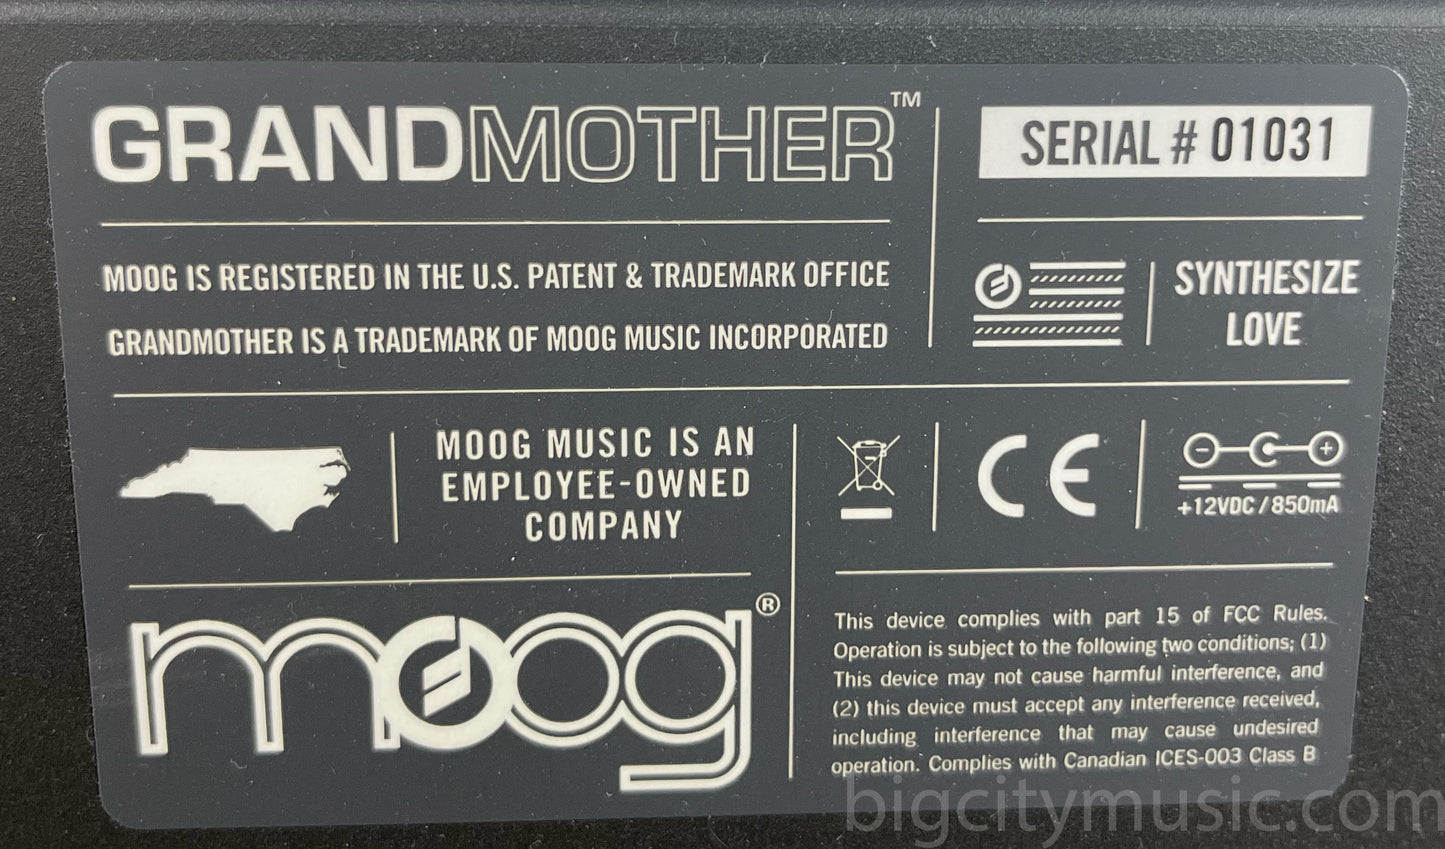 GRANDMOTHER™
SERIAL # 01031
MOOG IS REGISTERED IN THE U.S. PATENT & TRADEMARK OFFICE
GRANDMOTHER IS A TRADEMARK OF MOOG MUSIC INCORPORATED
SYNTHESIZE
LOVE
MOOG MUSIC IS AN
EMPLOYEE-OWNED
COMPANY
CE
+12VDC/850mA
moog®
This device complies with part 15 of FCC Rules.
Operation is subject to the following two conditions; (1)
This device may not cause harmful interference, and
(2) this device must accept any interference received,
including interference that may cause undesired
operation. Complies with Canadian ICES-003 Class B
bigcitymusic.com